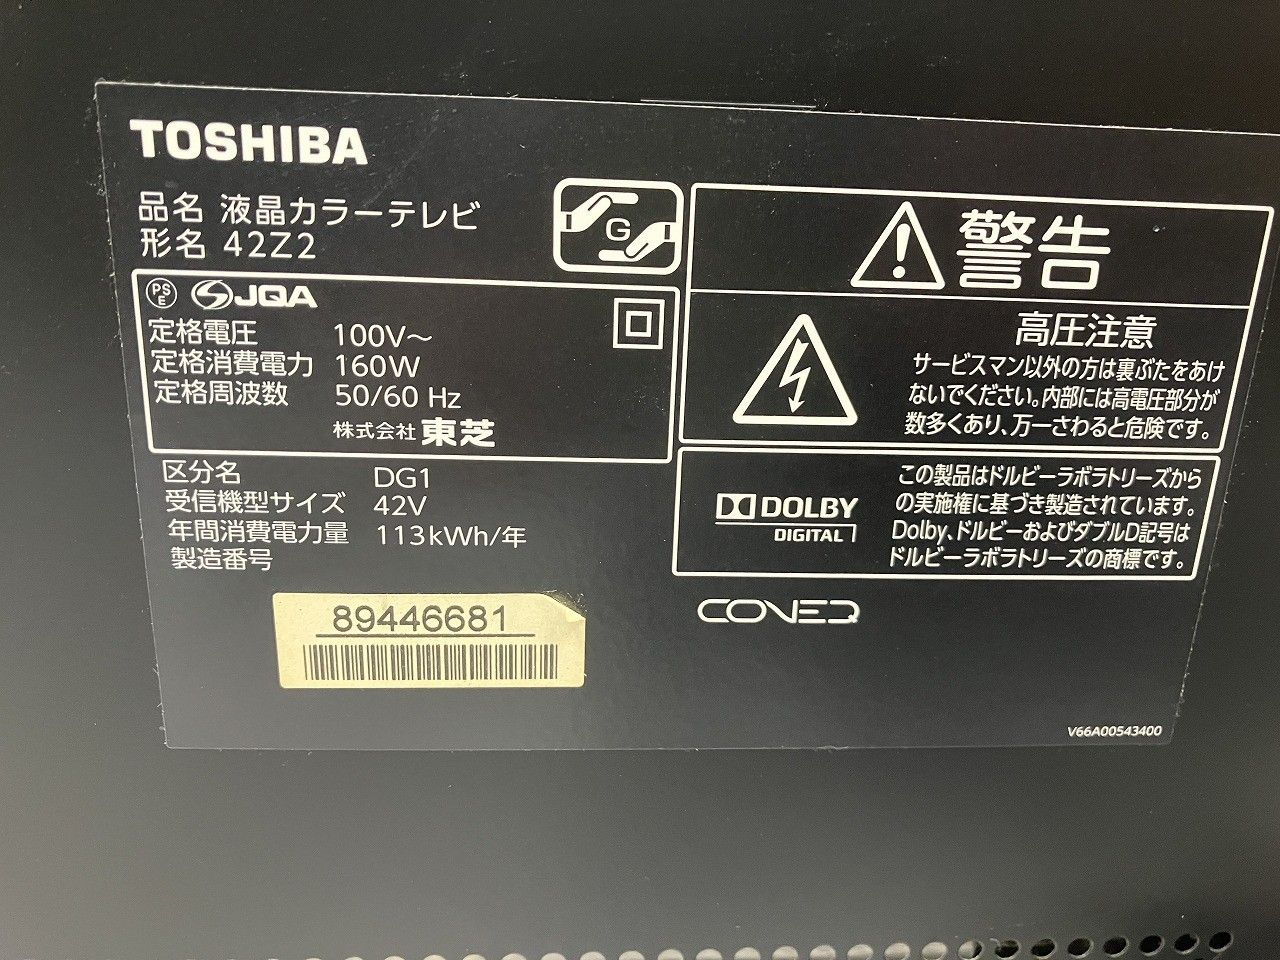 TOSHIBA
品名 液晶カラーテレビ
形名 42Z2
G
PS
E
JQA
定格電圧 100V～
定格消費電力 160W
定格周波数 50/60 Hz
株式会社 東芝
区分名 DG1
受信機型サイズ 42V
年間消費電力量 113kWh/年
製造番号
89446681
警告
高圧注意
サービスマン以外の方は裏ぶたをあけ
ないでください。内部には高電圧部分が
数多くあり、万一さわると危険です。
DOLBY
DIGITAL
この製品はドルビーラボラトリーズから
の実施権に基づき製造されています。
Dolby、ドルビーおよびダブルD記号は
ドルビーラボラトリーズの商標です。
CONEQ
V66A00543400